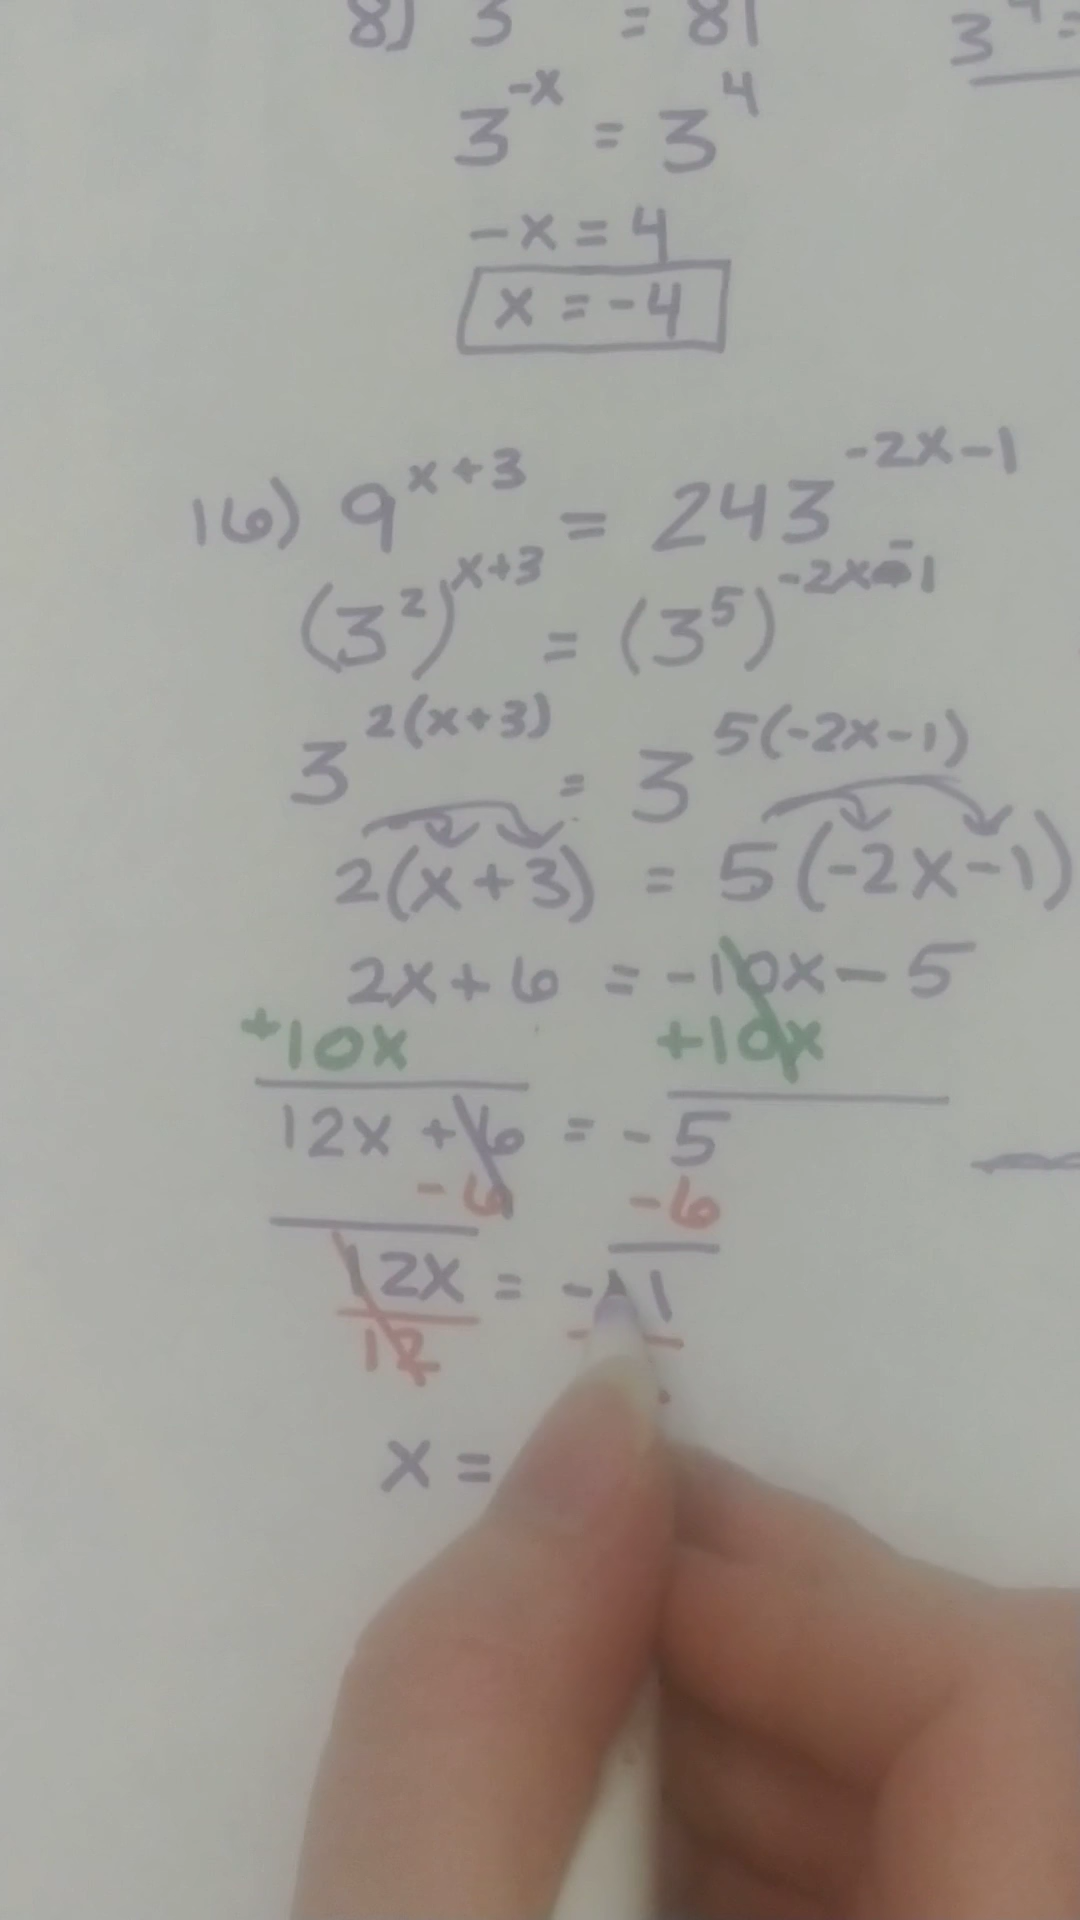 8) 3 = 81
3^4 =
3^-x = 3^4
-x = 4
x = -4
16) 9^x+3 = 243^-2x-1
(3^2)^x+3 = (3^5)^-2x-1
3^2(x+3) = 3^5(-2x-1)
2(x+3) = 5(-2x-1)
2x+6 = -10x-5
+10x +10x
12x+6 = -5
-6 -6
12x = -11
12
x =